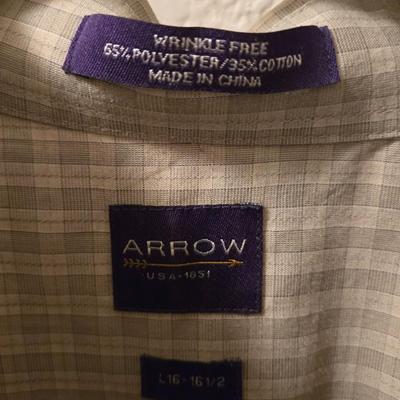 WRINKLE FREE
65% POLYESTER/35% COTTON
MADE IN CHINA
ARROW
USA·1851
L16-16 1/2